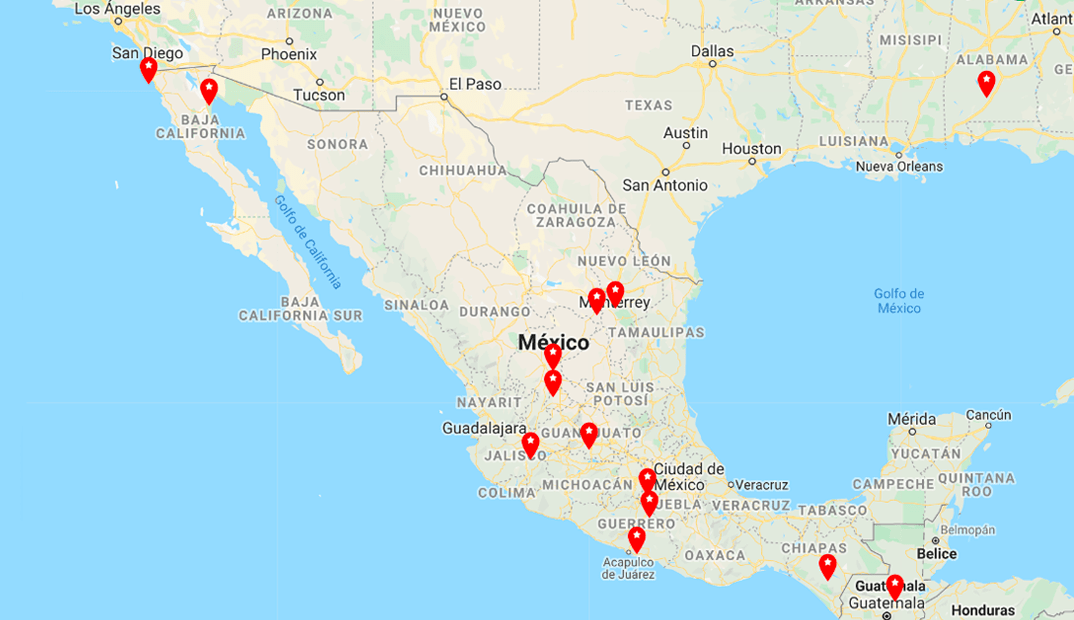 Los Ángeles
ARIZONA
NUEVO
MÉXICO
ARKANSAS
Atlant
San Diego
Phoenix
Dallas
MISISIPI
ALABAMA
GE
Tucson
El Paso
TEXAS
BAJA
CALIFORNIA
SONORA
Austin
Houston
LUISIANA
CHIHUAHUA
San Antonio
Nueva Orleans
Golfo de California
COAHUILA DE
ZARAGOZA
NUEVO LEÓN
BAJA
CALIFORNIA SUR
SINALOA
DURANGO
Monterrey
Golfo de
México
TAMAULIPAS
México
NAYARIT
SAN LUIS
POTOSÍ
Guadalajara
GUANAJUATO
Mérida
Cancún
JALISCO
YUCATÁN
COLIMA
MICHOACÁN
Ciudad de
México
Veracruz
CAMPECHE
QUINTANA
ROO
PUEBLA
VERACRUZ
TABASCO
GUERRERO
Belmopán
OAXACA
CHIAPAS
Belice
Acapulco
de Juárez
Guatemala
Guatemala
Honduras